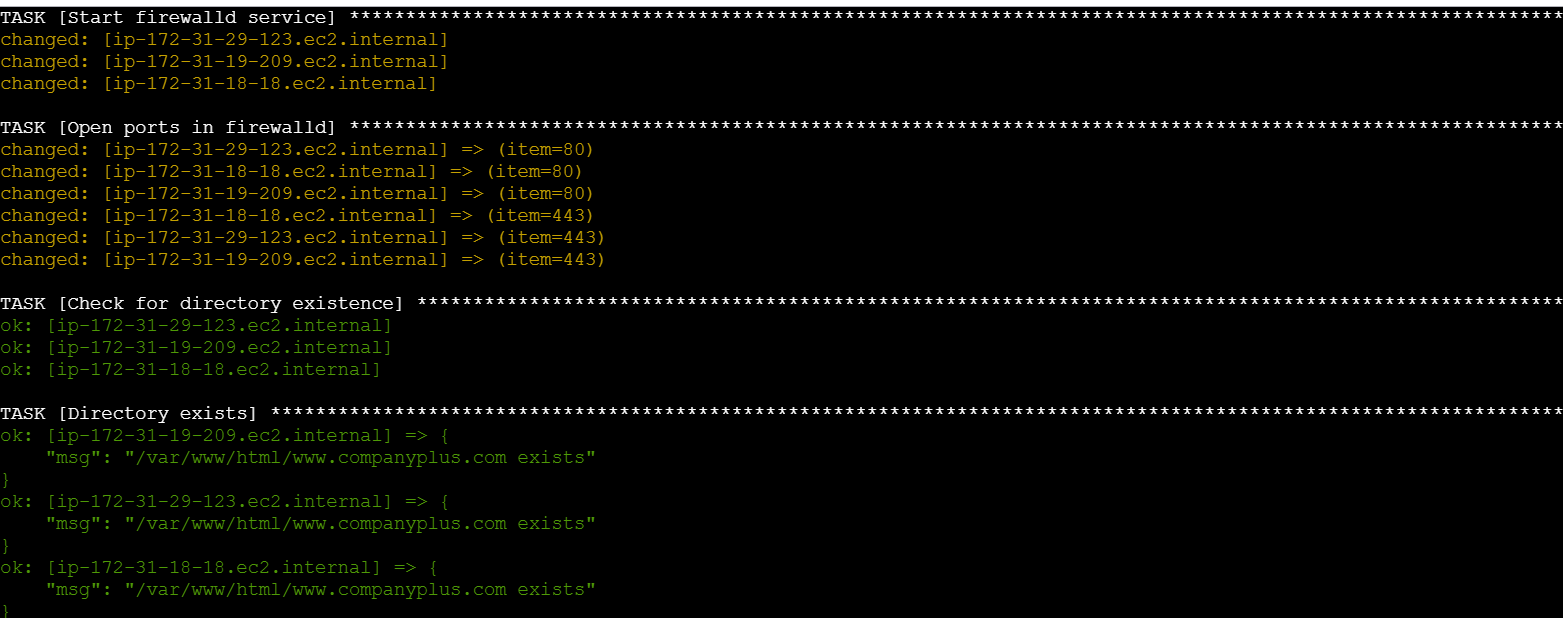 TASK [Start firewalld service] ************************************************************************************************************
changed: [ip-172-31-29-123.ec2.internal]
changed: [ip-172-31-19-209.ec2.internal]
changed: [ip-172-31-18-18.ec2.internal]
TASK [Open ports in firewalld] ************************************************************************************************************
changed: [ip-172-31-29-123.ec2.internal] => (item=80)
changed: [ip-172-31-18-18.ec2.internal] => (item=80)
changed: [ip-172-31-19-209.ec2.internal] => (item=80)
changed: [ip-172-31-18-18.ec2.internal] => (item=443)
changed: [ip-172-31-29-123.ec2.internal] => (item=443)
changed: [ip-172-31-19-209.ec2.internal] => (item=443)
TASK [Check for directory existence] ******************************************************************************************************
ok: [ip-172-31-29-123.ec2.internal]
ok: [ip-172-31-19-209.ec2.internal]
ok: [ip-172-31-18-18.ec2.internal]
TASK [Directory exists] *******************************************************************************************************************
ok: [ip-172-31-19-209.ec2.internal] => {
    "msg": "/var/www/html/www.companyplus.com exists"
}
ok: [ip-172-31-29-123.ec2.internal] => {
    "msg": "/var/www/html/www.companyplus.com exists"
}
ok: [ip-172-31-18-18.ec2.internal] => {
    "msg": "/var/www/html/www.companyplus.com exists"
}